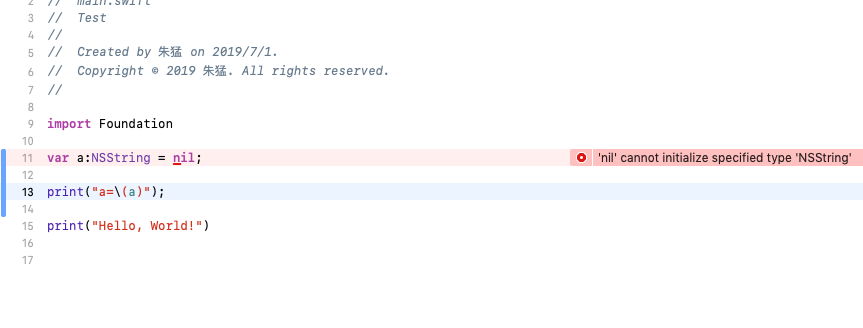 2 // main.swift
3 // Test
4 //
5 // Created by 朱猛 on 2019/7/1.
6 // Copyright © 2019 朱猛. All rights reserved.
7 //
8
9 import Foundation
10
11 var a:NSString = nil; 'nil' cannot initialize specified type 'NSString'
12
13 print("a=\(a)");
14
15 print("Hello, World!")
16
17